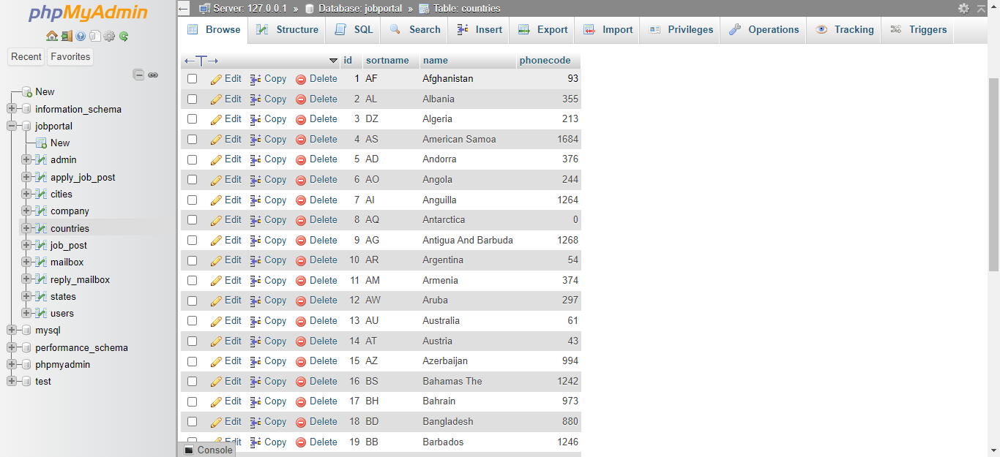 phpMyAdmin
Recent Favorites
New
information_schema
jobportal
New
admin
apply_job_post
cities
company
countries
job_post
mailbox
reply_mailbox
states
users
mysql
performance_schema
phpmyadmin
test
Server: 127.0.0.1 » Database: jobportal » Table: countries
Browse Structure SQL Search Insert Export Import Privileges Operations Tracking Triggers
←T→ id sortname name phonecode
Edit Copy Delete 1 AF Afghanistan 93
Edit Copy Delete 2 AL Albania 355
Edit Copy Delete 3 DZ Algeria 213
Edit Copy Delete 4 AS American Samoa 1684
Edit Copy Delete 5 AD Andorra 376
Edit Copy Delete 6 AO Angola 244
Edit Copy Delete 7 AI Anguilla 1264
Edit Copy Delete 8 AQ Antarctica 0
Edit Copy Delete 9 AG Antigua And Barbuda 1268
Edit Copy Delete 10 AR Argentina 54
Edit Copy Delete 11 AM Armenia 374
Edit Copy Delete 12 AW Aruba 297
Edit Copy Delete 13 AU Australia 61
Edit Copy Delete 14 AT Austria 43
Edit Copy Delete 15 AZ Azerbaijan 994
Edit Copy Delete 16 BS Bahamas The 1242
Edit Copy Delete 17 BH Bahrain 973
Edit Copy Delete 18 BD Bangladesh 880
Edit Copy Delete 19 BB Barbados 1246
Console